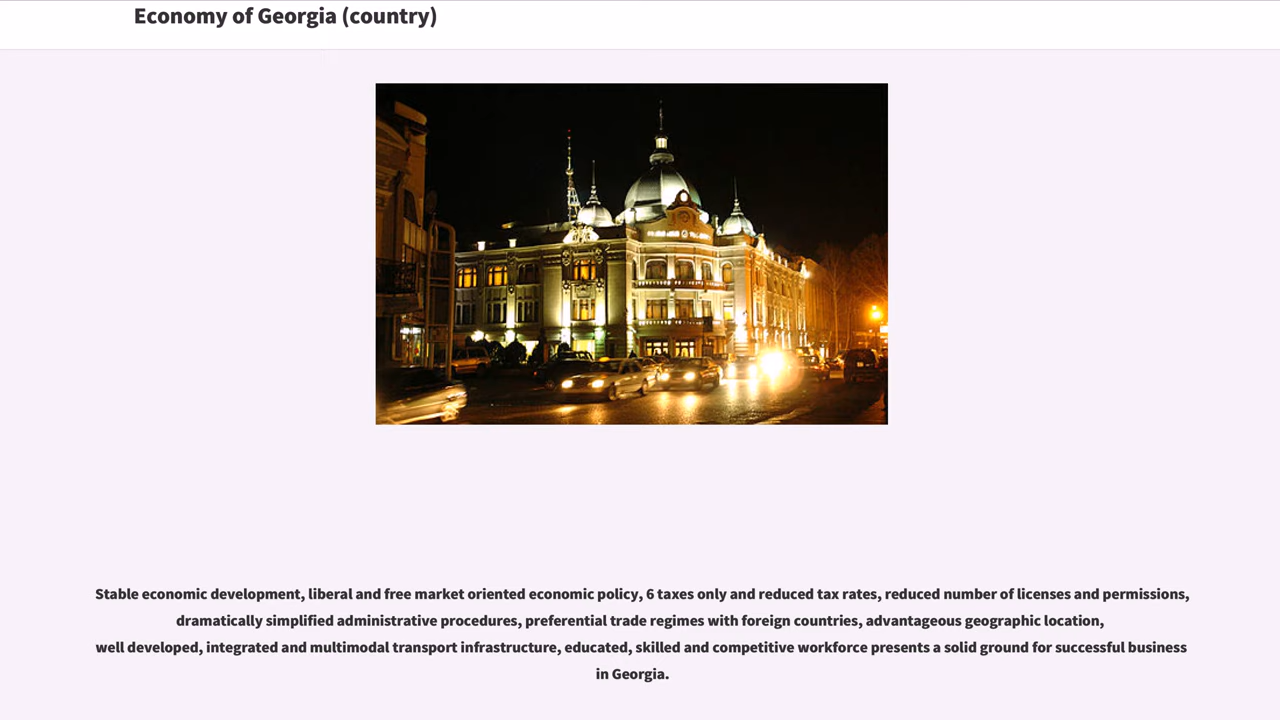 Economy of Georgia (country)
Stable economic development, liberal and free market oriented economic policy, 6 taxes only and reduced tax rates, reduced number of licenses and permissions,
dramatically simplified administrative procedures, preferential trade regimes with foreign countries, advantageous geographic location,
well developed, integrated and multimodal transport infrastructure, educated, skilled and competitive workforce presents a solid ground for successful business
in Georgia.